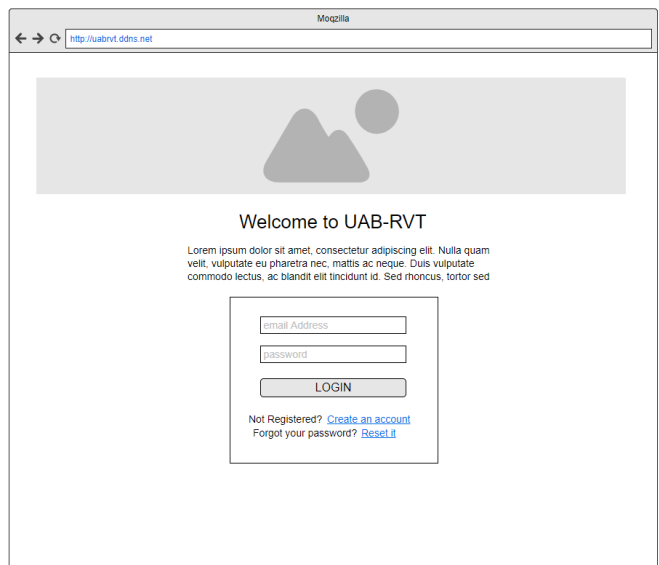 Moqzilla
http://uabrvt.ddns.net
Welcome to UAB-RVT
Lorem ipsum dolor sit amet, consectetur adipiscing elit. Nulla quam
velit, vulputate eu pharetra nec, mattis ac neque. Duis vulputate
commodo lectus, ac blandit elit tincidunt id. Sed rhoncus, tortor sed
email Address
password
LOGIN
Not Registered? Create an account
Forgot your password? Reset it